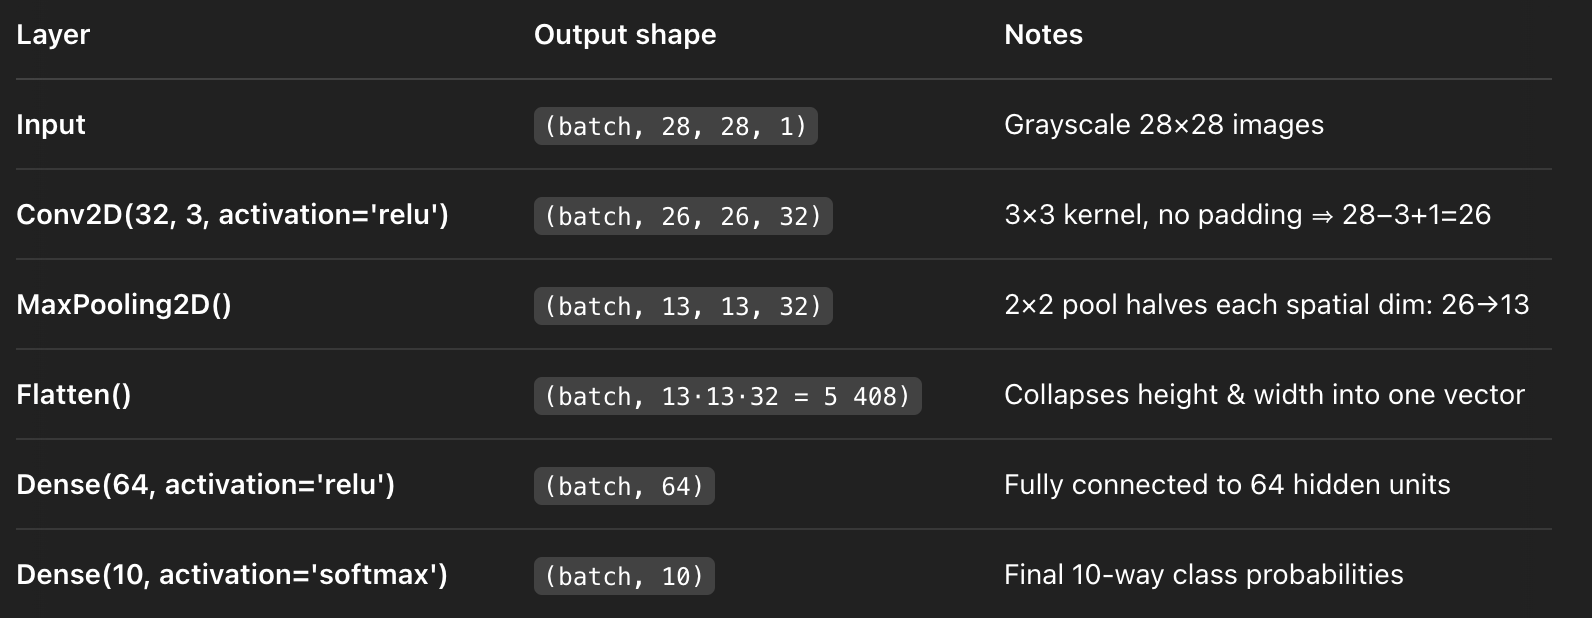 Layer Output shape Notes
Input (batch, 28, 28, 1) Grayscale 28×28 images
Conv2D(32, 3, activation='relu') (batch, 26, 26, 32) 3×3 kernel, no padding ⇒ 28−3+1=26
MaxPooling2D() (batch, 13, 13, 32) 2×2 pool halves each spatial dim: 26→13
Flatten() (batch, 13·13·32 = 5 408) Collapses height & width into one vector
Dense(64, activation='relu') (batch, 64) Fully connected to 64 hidden units
Dense(10, activation='softmax') (batch, 10) Final 10-way class probabilities